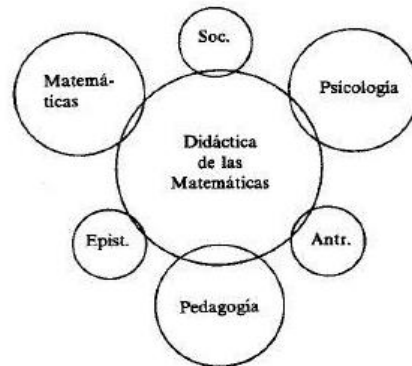 Soc.
Matemá-
ticas
Psicología
Didáctica
de las
Matemáticas
Epist.
Antr.
Pedagogía